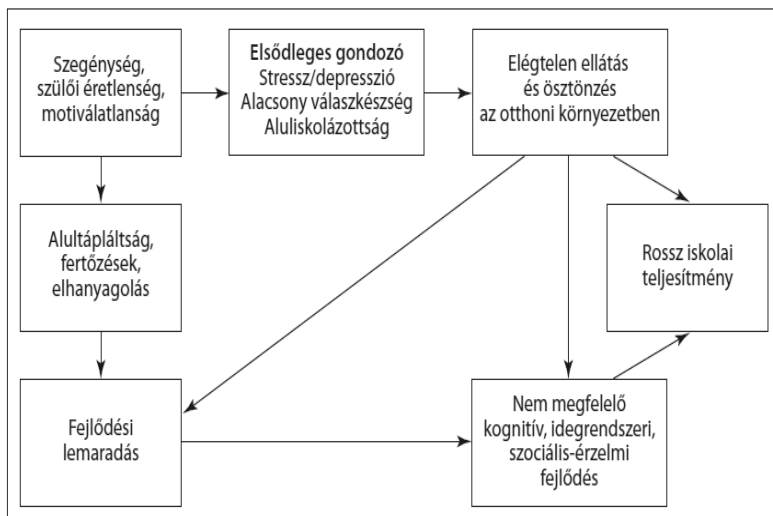 Szegénység,
szülői éretlenség,
motiválatlanság
Elsődleges gondozó
Stressz/depresszió
Alacsony válaszkészség
Aluliskolázottság
Elégtelen ellátás
és ösztönzés
az otthoni környezetben
Alultápláltság,
fertőzések,
elhanyagolás
Rossz iskolai
teljesítmény
Fejlődési
lemaradás
Nem megfelelő
kognitív, idegrendszeri,
szociális-érzelmi
fejlődés